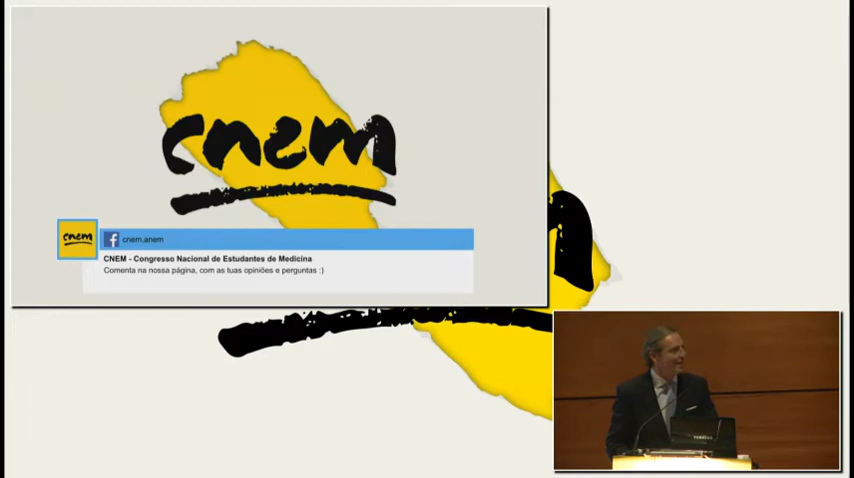 cnem
cnem
cnem.anem
CNEM - Congresso Nacional de Estudantes de Medicina
Comenta na nossa página, com as tuas opiniões e perguntas :)